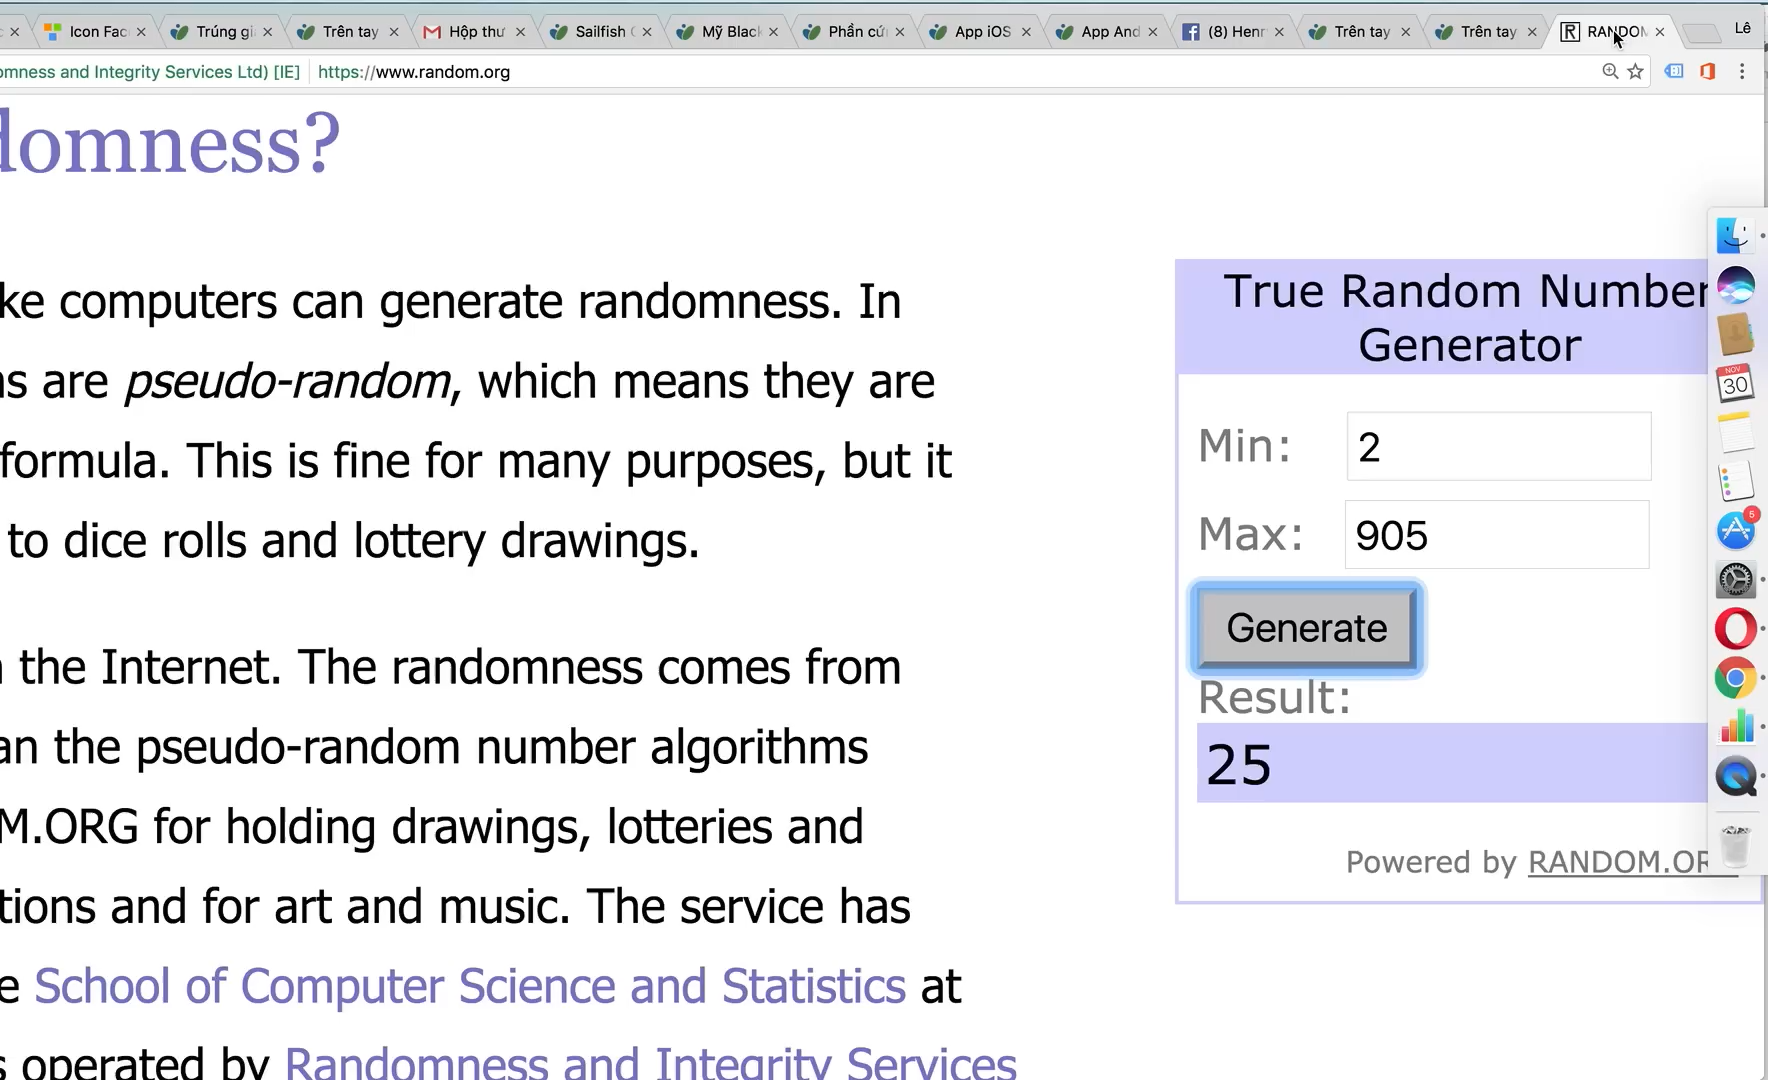 Icon Fac
Trúng gi
Trên tay
Hộp thư
Sailfish
Mỹ Black
Phần cứ
App iOS
App And
(8) Hen
Trên tay
Trên tay
RANDOM
Lê
omness and Integrity Services Ltd) [IE]
https://www.random.org
domness?
ke computers can generate randomness. In
ns are pseudo-random, which means they are
formula. This is fine for many purposes, but it
to dice rolls and lottery drawings.
the Internet. The randomness comes from
an the pseudo-random number algorithms
M.ORG for holding drawings, lotteries and
tions and for art and music. The service has
e School of Computer Science and Statistics at
s operated by Randomness and Integrity Services
True Random Number
Generator
Min: 2
Max: 905
Generate
Result:
25
Powered by RANDOM.OR
NOV
30
5